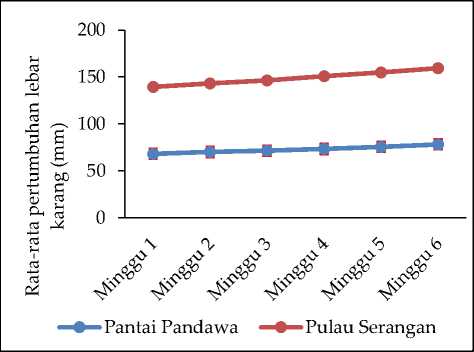 Rata-rata pertumbuhan lebar
karang (mm)
200
150
100
50
0
Minggu 1
Minggu 2
Minggu 3
Minggu 4
Minggu 5
Minggu 6
Pantai Pandawa
Pulau Serangan